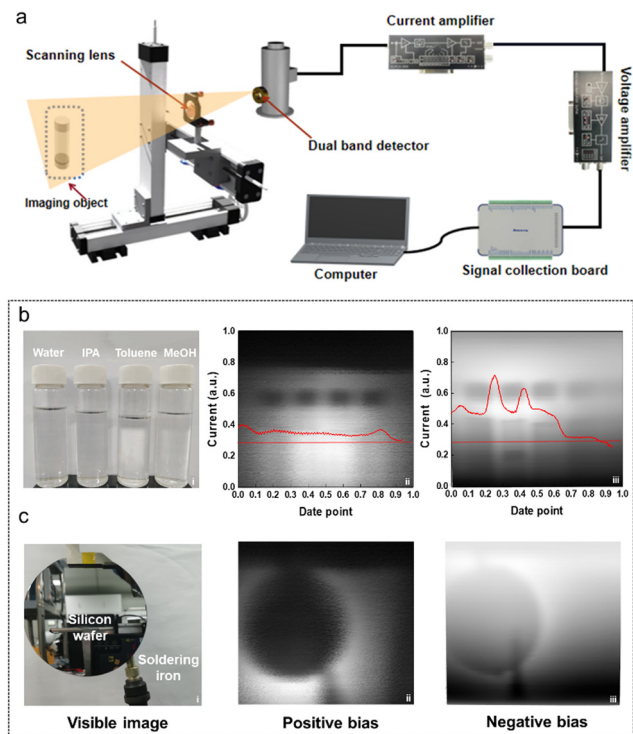 a
Current amplifier
Scanning lens
Voltage amplifier
Dual band detector
Imaging object
Computer
Signal collection board
b
Water IPA Toluene MeOH
i
Current (a.u.)
1.0
0.8
0.6
0.4
0.2
0.0
0.0 0.1 0.2 0.3 0.4 0.5 0.6 0.7 0.8 0.9 1.0
Date point
ii
Current (a.u.)
1.0
0.8
0.6
0.4
0.2
0.0
0.0 0.1 0.2 0.3 0.4 0.5 0.6 0.7 0.8 0.9 1.0
Date point
iii
c
Silicon
wafer
Soldering
iron
i
ii
iii
Visible image
Positive bias
Negative bias